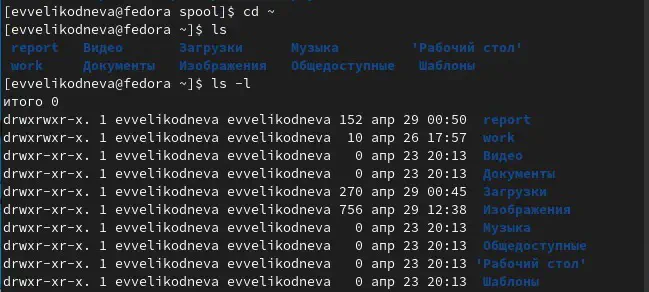 [evvelikodneva@fedora spool]$ cd ~
[evvelikodneva@fedora ~]$ ls
report Видео Загрузки Музыка 'Рабочий стол'
work Документы Изображения Общедоступные Шаблоны
[evvelikodneva@fedora ~]$ ls -l
итого 0
drwxrwxr-x. 1 evvelikodneva evvelikodneva 152 апр 29 00:50 report
drwxrwxr-x. 1 evvelikodneva evvelikodneva 10 апр 26 17:57 work
drwxr-xr-x. 1 evvelikodneva evvelikodneva 0 апр 23 20:13 Видео
drwxr-xr-x. 1 evvelikodneva evvelikodneva 0 апр 23 20:13 Документы
drwxr-xr-x. 1 evvelikodneva evvelikodneva 270 апр 29 00:45 Загрузки
drwxr-xr-x. 1 evvelikodneva evvelikodneva 756 апр 29 12:38 Изображения
drwxr-xr-x. 1 evvelikodneva evvelikodneva 0 апр 23 20:13 Музыка
drwxr-xr-x. 1 evvelikodneva evvelikodneva 0 апр 23 20:13 Общедоступные
drwxr-xr-x. 1 evvelikodneva evvelikodneva 0 апр 23 20:13 'Рабочий стол'
drwxr-xr-x. 1 evvelikodneva evvelikodneva 0 апр 23 20:13 Шаблоны